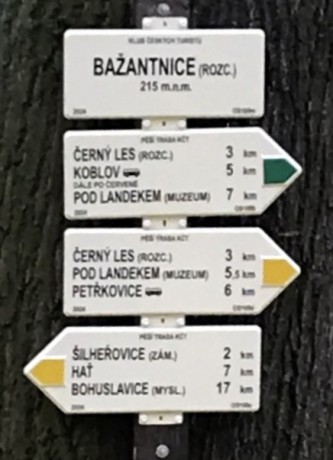 KLUB ČESKÝCH TURISTŮ
BAŽANTNICE (ROZC.)
215 m.n.m.
PĚŠÍ TRASA KČT
ČERNÝ LES (ROZC.) 3 km
KOBLOV 5 km
DÁLE PO ČERVENÉ
POD LANDEKEM (MUZEUM) 7 km
PĚŠÍ TRASA KČT
ČERNÝ LES (ROZC.) 3 km
POD LANDEKEM (MUZEUM) 5,5 km
PETŘKOVICE 6 km
PĚŠÍ TRASA KČT
ŠILHEŘOVICE (ZÁM.) 2 km
HAŤ 7 km
BOHUSLAVICE (MYSL.) 17 km